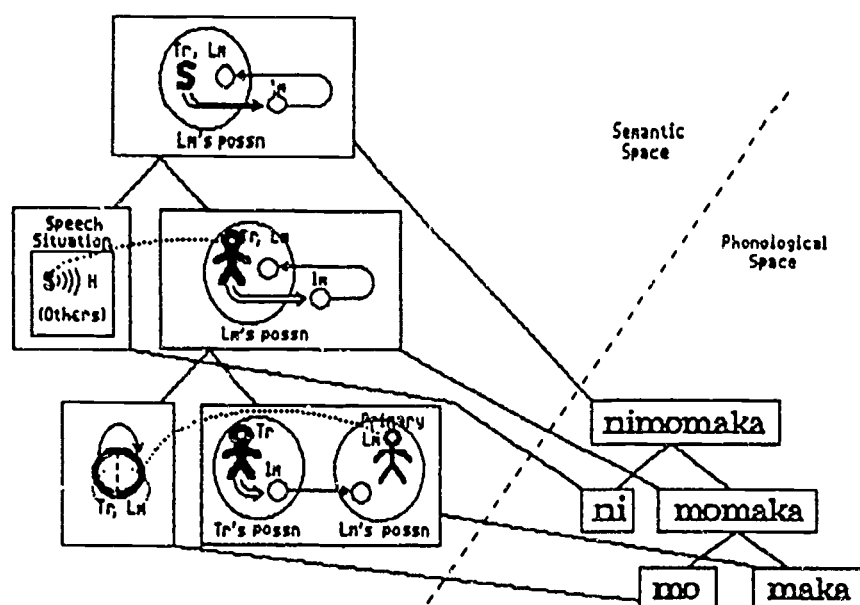 Tr, Lm
S
lm
Lm's possn
Semantic
Space
Phonological
Space
Speech
Situation
S))) H
(Others)
Tr, Lm
lm
Lm's possn
nimomaka
ni
momaka
Tr, Lm
Tr
lm
Tr's possn
Primary
Lm
Lm's possn
mo
maka